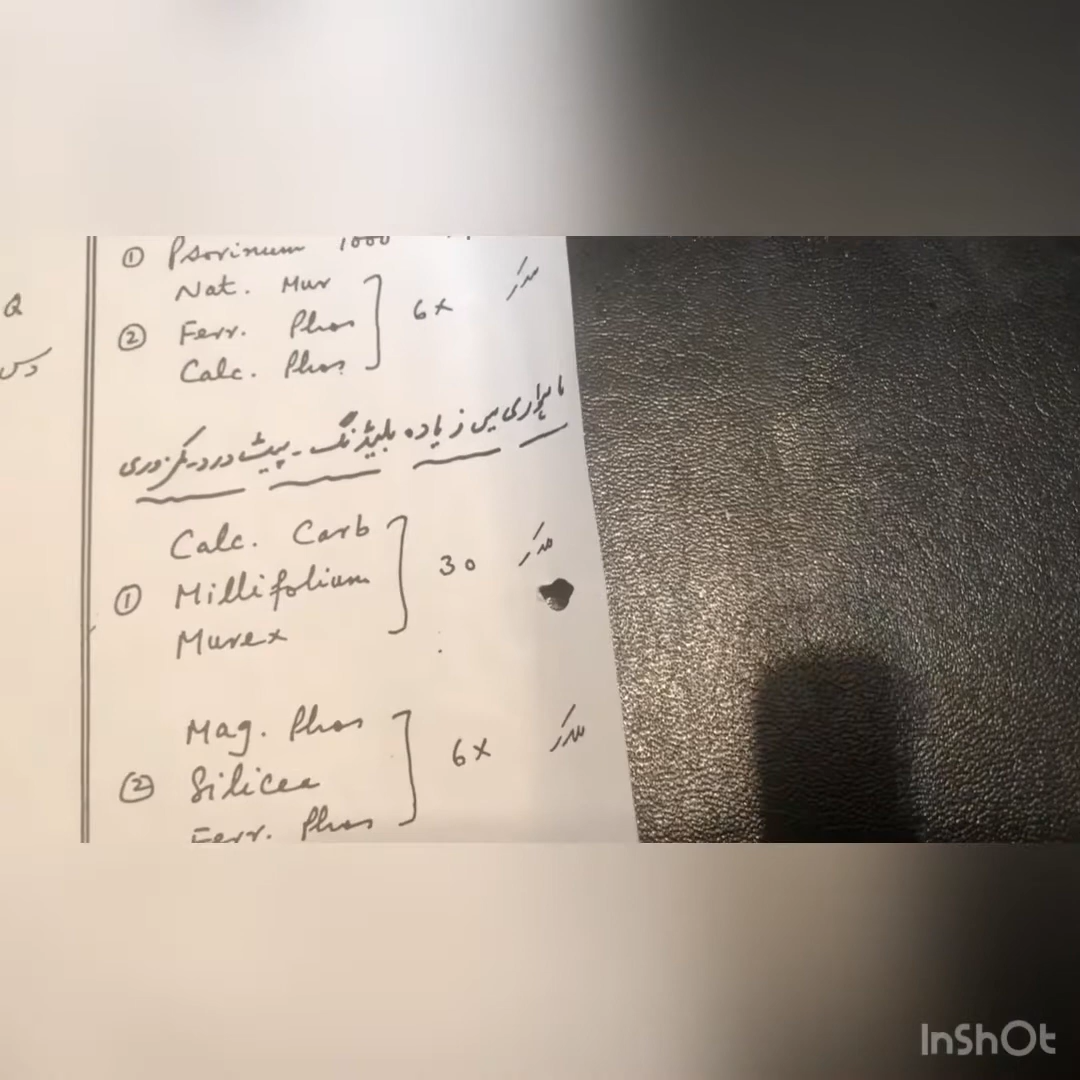 ① Psorinum 1000
Nat. Mur
② Ferr. Phos ] 6x
Calc. Phos
ماہواری میں زیادہ بلیڈنگ - پیٹ درد - کمزوری
Calc. Carb
① Millifolium ] 30
Murex
Mag. Phos
② Silicea ] 6x
Ferr. Phos
Q
InShOt